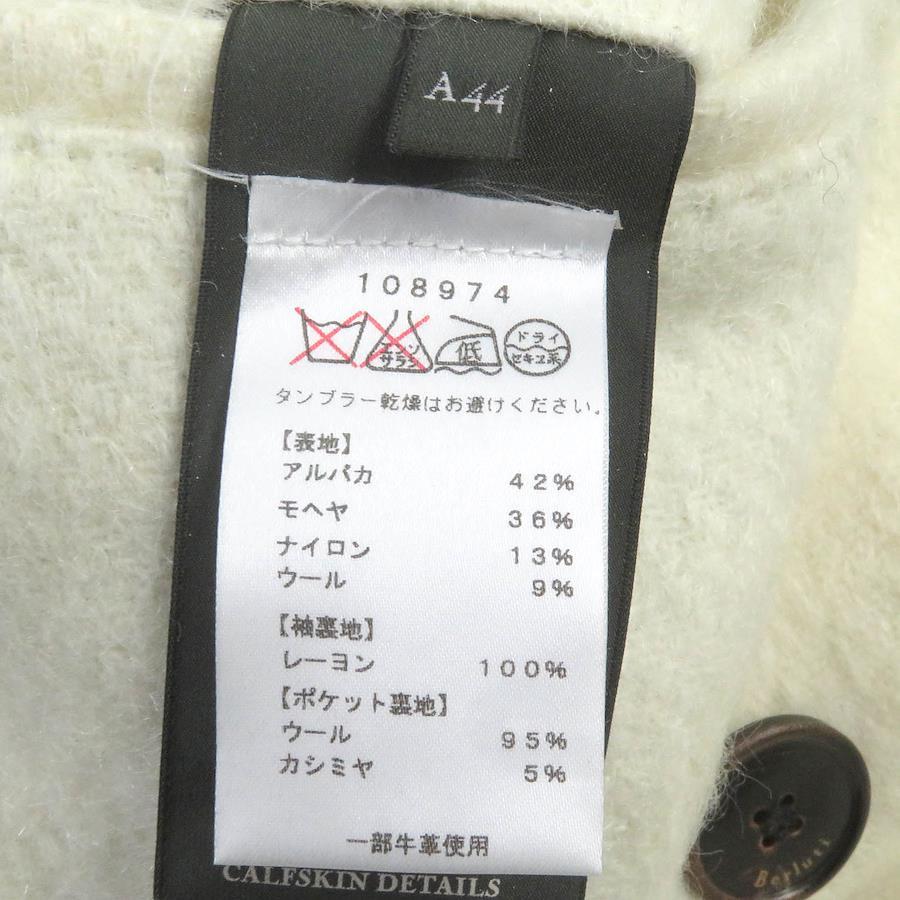 A 44
108974
エンソ サラシ
低
ドライ
セキユ系
タンブラー乾燥はお避けください。
【表地】
アルパカ 42%
モヘヤ 36%
ナイロン 13%
ウール 9%
【袖裏地】
レーヨン 100%
【ポケット裏地】
ウール 95%
カシミヤ 5%
一部牛革使用
CALFSKIN DETAILS
Berluti